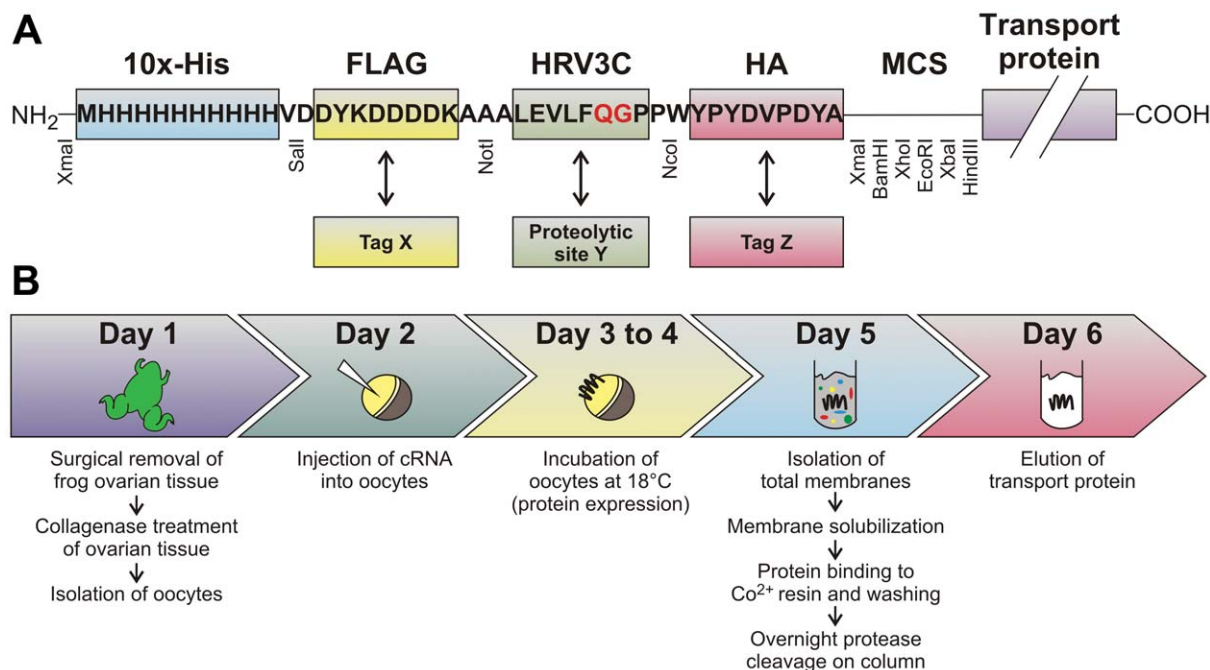 A
10x-His
FLAG
HRV3C
HA
MCS
Transport
protein
NH2 MHHHHHHHHHHVDDYKDDDDKAAALEVLFQGPPWYPYDVPDYA COOH
XmaI
SalI
NotI
NcoI
XmaI
BamHI
XhoI
EcoRI
XbaI
HindIII
Tag X
Proteolytic
site Y
Tag Z
B
Day 1
Day 2
Day 3 to 4
Day 5
Day 6
Surgical removal of
frog ovarian tissue
Collagenase treatment
of ovarian tissue
Isolation of oocytes
Injection of cRNA
into oocytes
Incubation of
oocytes at 18°C
(protein expression)
Isolation of
total membranes
Membrane solubilization
Protein binding to
Co2+ resin and washing
Overnight protease
cleavage on column
Elution of
transport protein